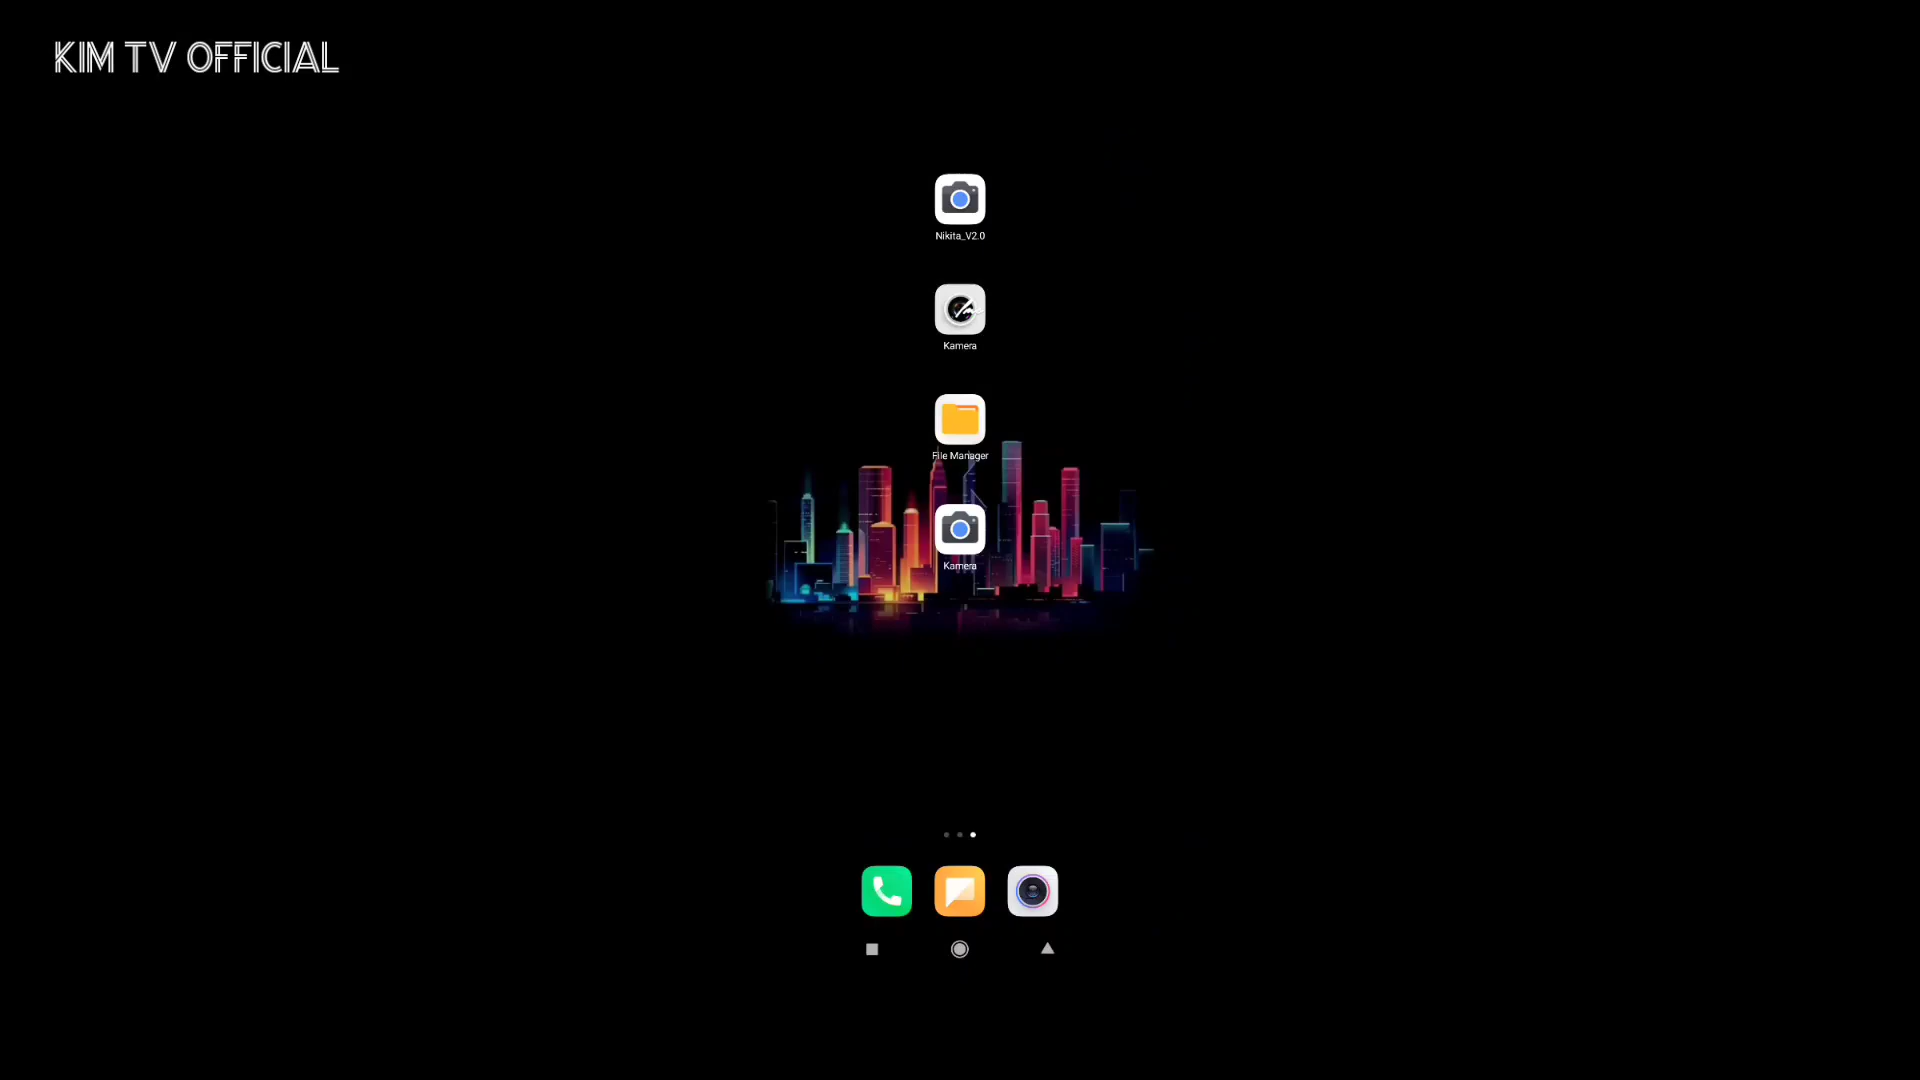 KIM TV OFFICIAL
Nikita_V2.0
Kamera
File Manager
Kamera